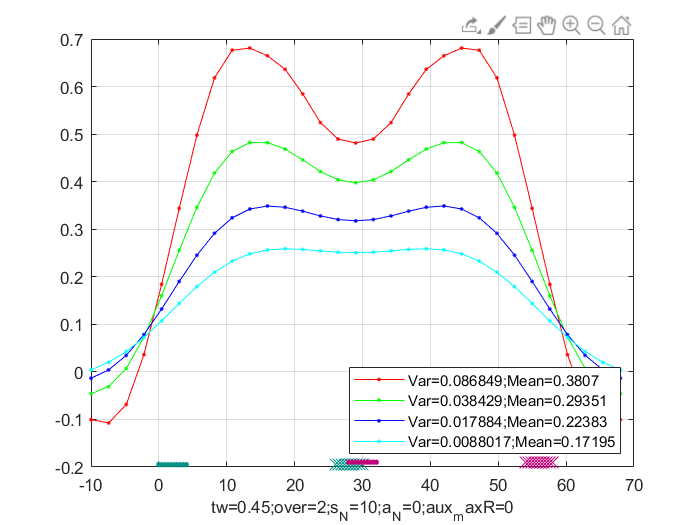 0.7
0.6
0.5
0.4
0.3
0.2
0.1
0
-0.1
-0.2
Var=0.086849;Mean=0.3807
Var=0.038429;Mean=0.29351
Var=0.017884;Mean=0.22383
Var=0.0088017;Mean=0.17195
-10 0 10 20 30 40 50 60 70
tw=0.45;over=2;s_N=10;a_N=0;aux_maxR=0